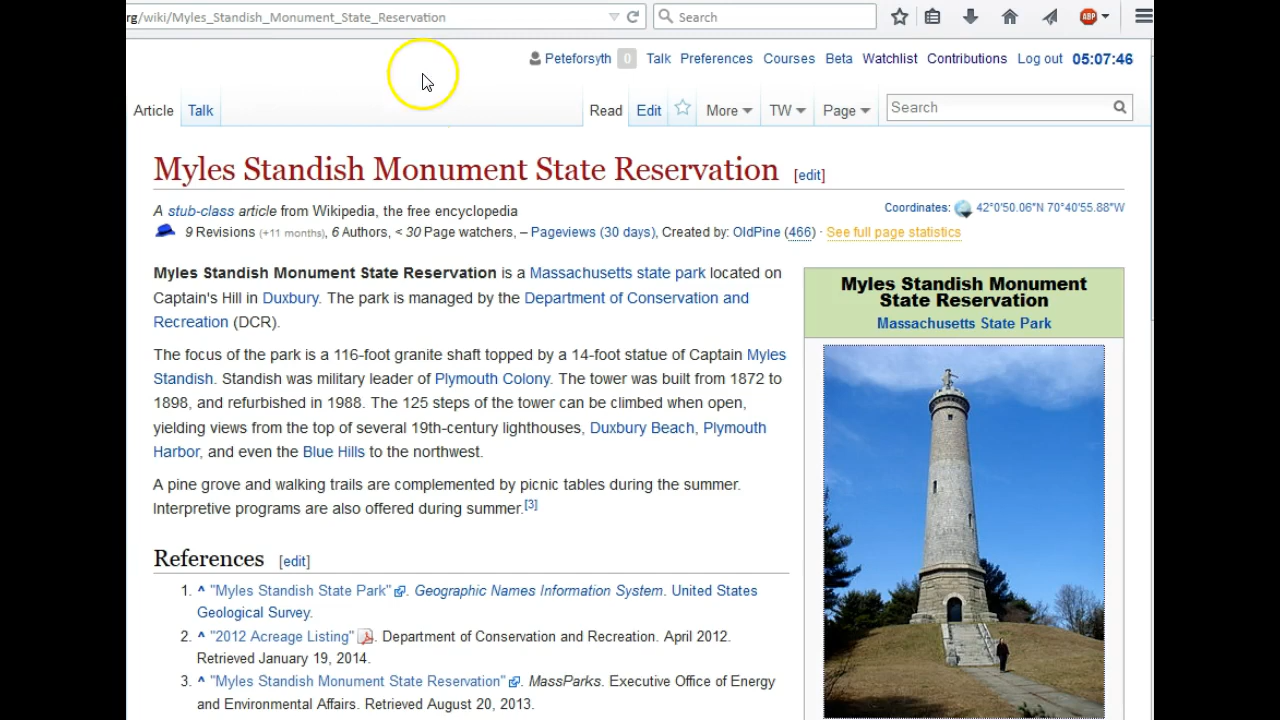 rg/wiki/Myles_Standish_Monument_State_Reservation
Search
ABP
Peteforsyth 0 Talk Preferences Courses Beta Watchlist Contributions Log out 05:07:46
Article Talk Read Edit More TW Page Search
Myles Standish Monument State Reservation [edit]
A stub-class article from Wikipedia, the free encyclopedia
Coordinates: 42°0′50.06″N 70°40′55.88″W
9 Revisions (+11 months), 6 Authors, < 30 Page watchers, – Pageviews (30 days), Created by: OldPine (466) · See full page statistics
Myles Standish Monument State Reservation is a Massachusetts state park located on
Captain's Hill in Duxbury. The park is managed by the Department of Conservation and
Recreation (DCR).
The focus of the park is a 116-foot granite shaft topped by a 14-foot statue of Captain Myles
Standish. Standish was military leader of Plymouth Colony. The tower was built from 1872 to
1898, and refurbished in 1988. The 125 steps of the tower can be climbed when open,
yielding views from the top of several 19th-century lighthouses, Duxbury Beach, Plymouth
Harbor, and even the Blue Hills to the northwest.
A pine grove and walking trails are complemented by picnic tables during the summer.
Interpretive programs are also offered during summer.[3]
References [edit]
1. ^ "Myles Standish State Park". Geographic Names Information System. United States
Geological Survey.
2. ^ "2012 Acreage Listing". Department of Conservation and Recreation. April 2012.
Retrieved January 19, 2014.
3. ^ "Myles Standish Monument State Reservation". MassParks. Executive Office of Energy
and Environmental Affairs. Retrieved August 20, 2013.
Myles Standish Monument
State Reservation
Massachusetts State Park